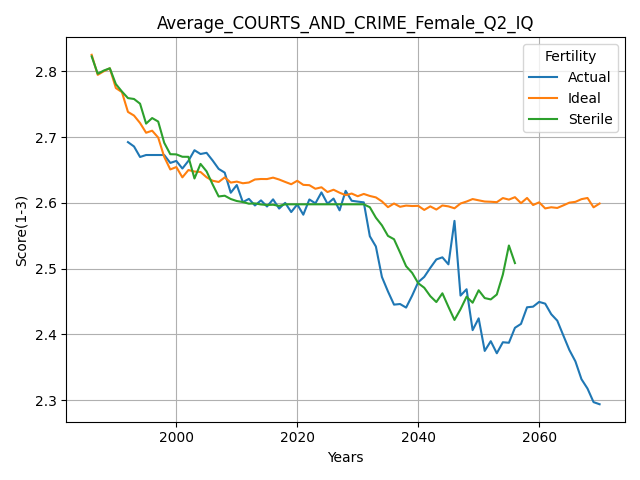 Average_COURTS_AND_CRIME_Female_Q2_IQ
Fertility
Actual
Ideal
Sterile
Score(1-3)
2.8
2.7
2.6
2.5
2.4
2.3
2000
2020
2040
2060
Years